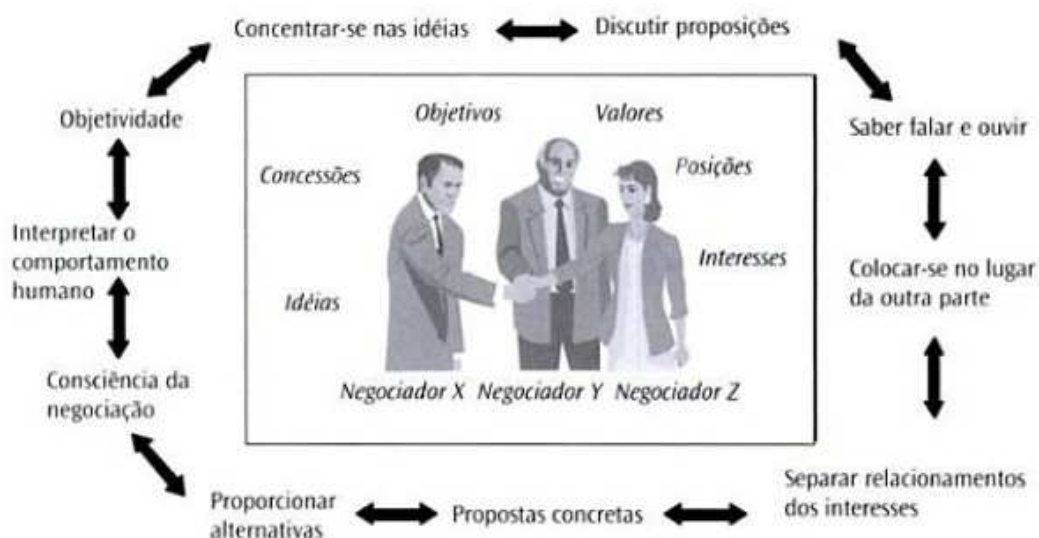 Concentrar-se nas idéias
Discutir proposições
Objetividade
Saber falar e ouvir
Interpretar o
comportamento
humano
Colocar-se no lugar
da outra parte
Consciência da
negociação
Separar relacionamentos
dos interesses
Proporcionar
alternativas
Propostas concretas
Objetivos
Valores
Concessões
Posições
Interesses
Idéias
Negociador X
Negociador Y
Negociador Z